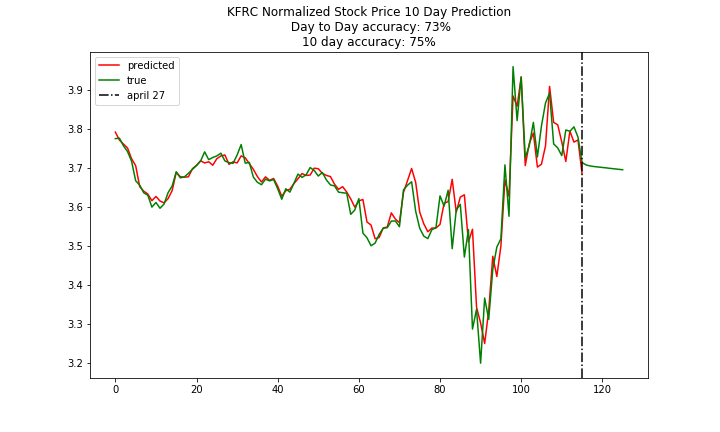 KFRC Normalized Stock Price 10 Day Prediction
Day to Day accuracy: 73%
10 day accuracy: 75%
predicted
true
april 27
3.9
3.8
3.7
3.6
3.5
3.4
3.3
3.2
0 20 40 60 80 100 120